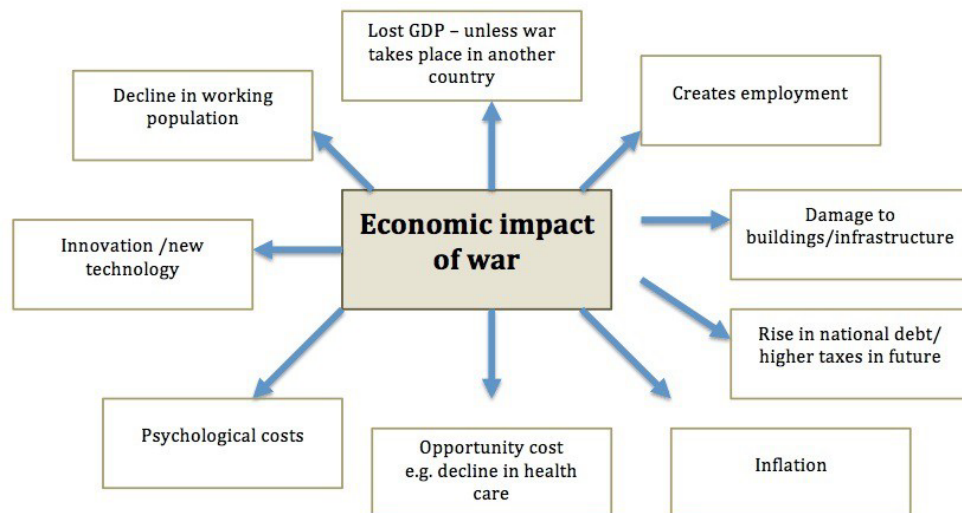 Lost GDP – unless war
takes place in another
country
Decline in working
population
Creates employment
Economic impact
of war
Innovation /new
technology
Damage to
buildings/infrastructure
Rise in national debt/
higher taxes in future
Psychological costs
Opportunity cost
e.g. decline in health
care
Inflation